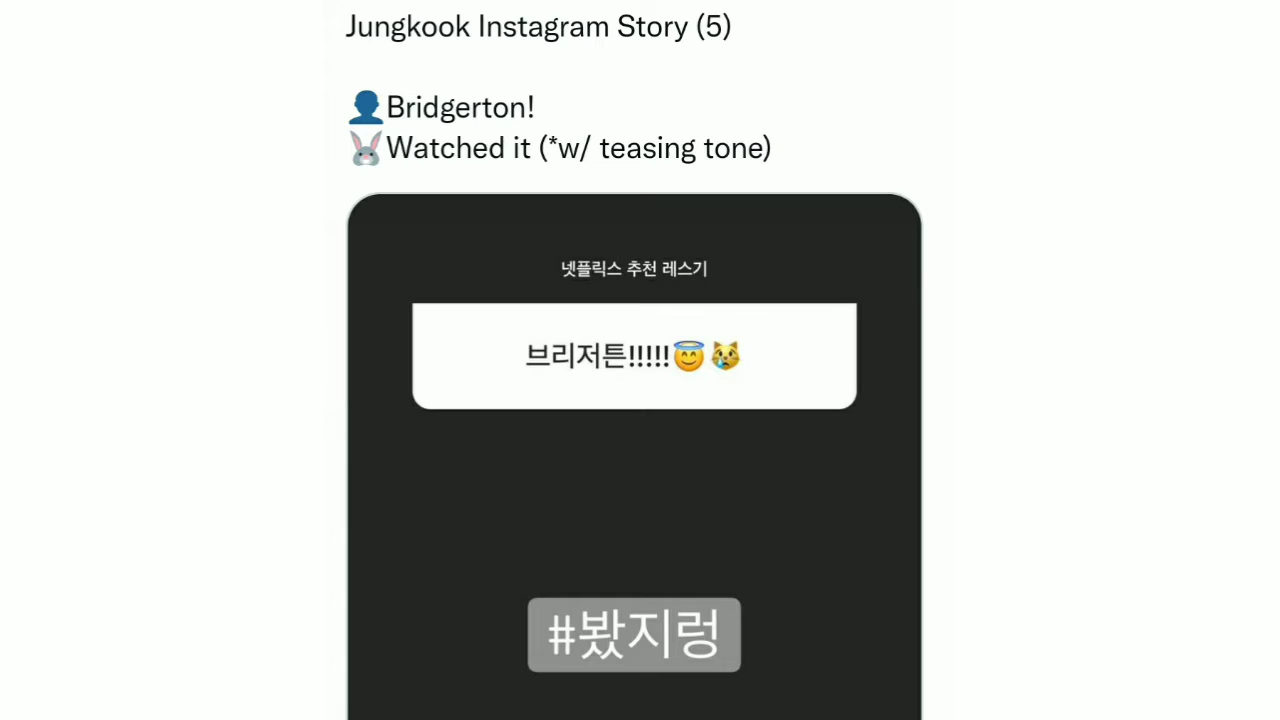 Jungkook Instagram Story (5)
👤Bridgerton!
🐰Watched it (*w/ teasing tone)
넷플릭스 추천 레스기
브리저튼!!!!!😇😿
#봤지렁